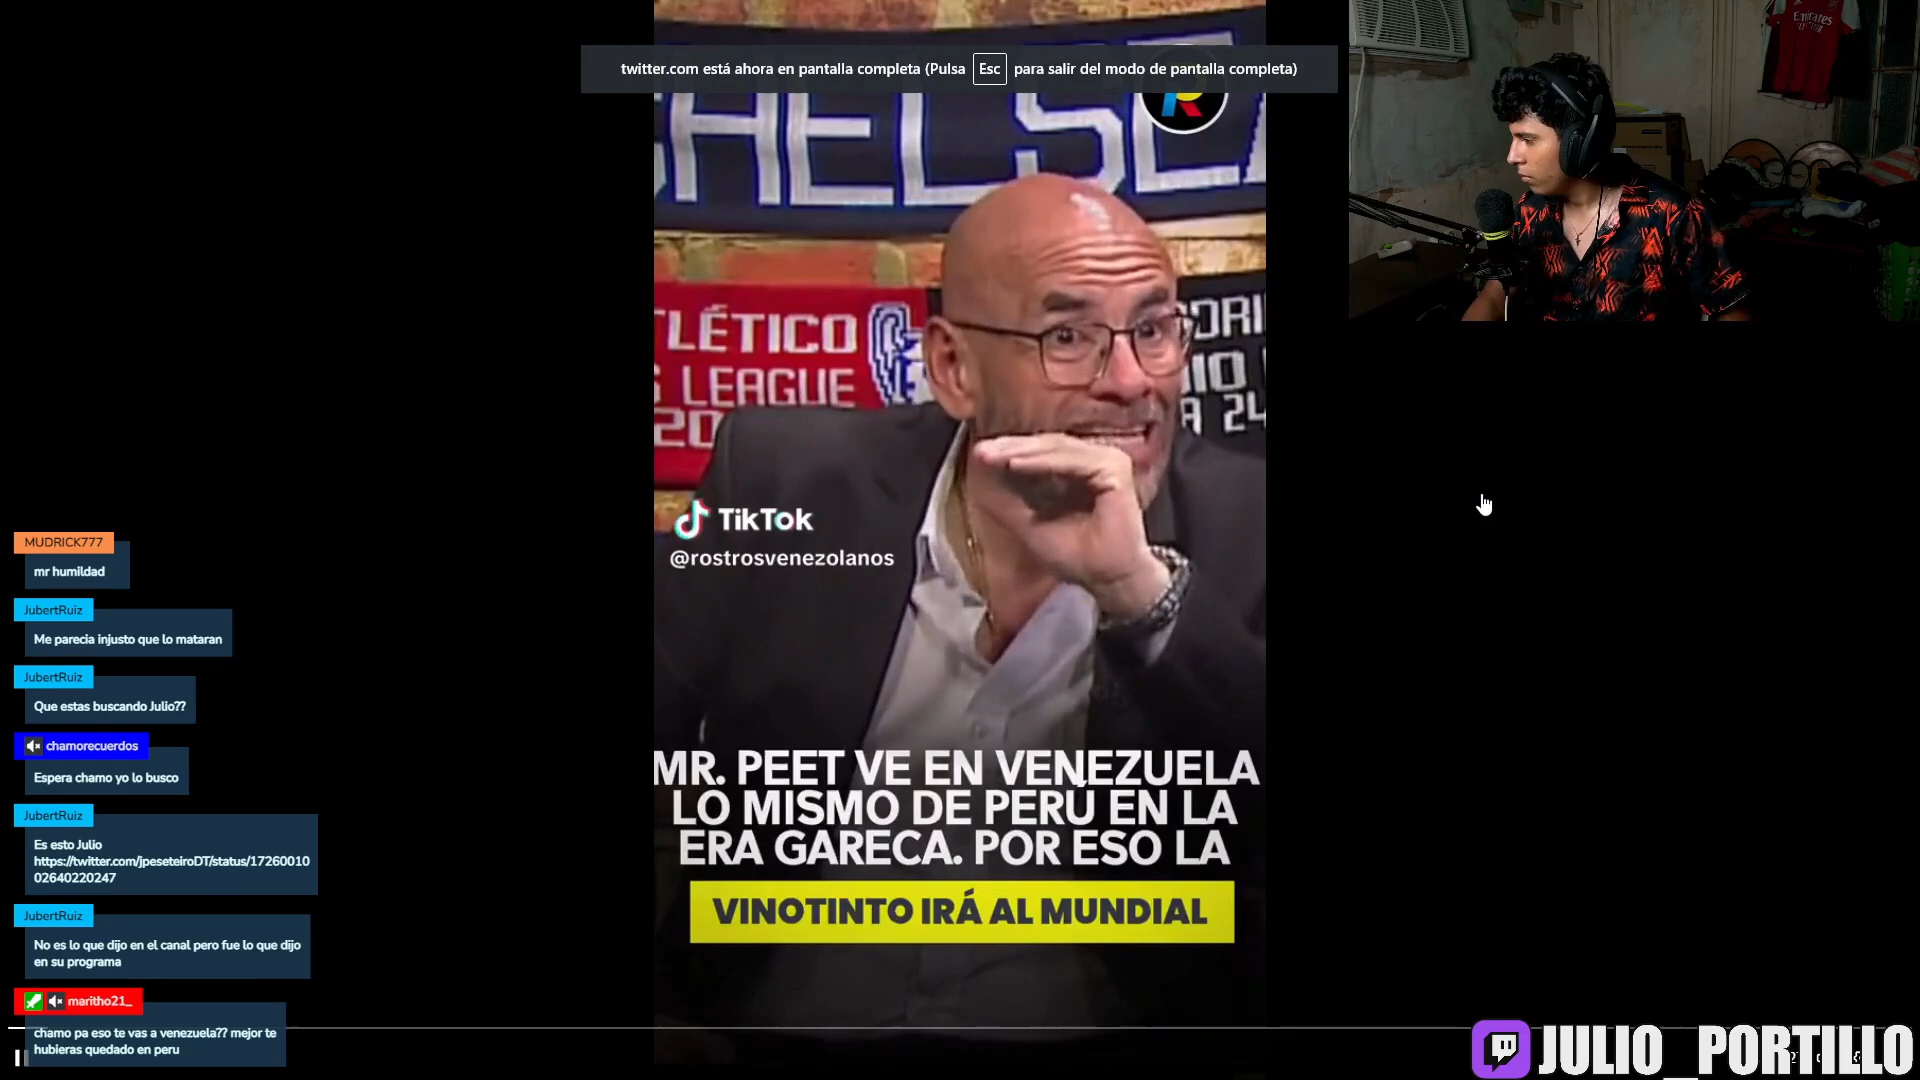 twitter.com está ahora en pantalla completa (Pulsa Esc para salir del modo de pantalla completa)
Emirates
TLÉTICO
LEAGUE
20
TikTok
@rostrosvenezolanos
MR. PEET VE EN VENEZUELA
LO MISMO DE PERÚ EN LA
ERA GARECA. POR ESO LA
VINOTINTO IRÁ AL MUNDIAL
MUDRICK777
mr humildad
JubertRuiz
Me parecia injusto que lo mataran
JubertRuiz
Que estas buscando Julio??
chamorecuerdos
Espera chamo yo lo busco
JubertRuiz
Es esto Julio
https://twitter.com/jpeseteiroDT/status/17260010
02640220247
JubertRuiz
No es lo que dijo en el canal pero fue lo que dijo
en su programa
maritho21_
chamo pa eso te vas a venezuela?? mejor te
hubieras quedado en peru
JULIO_PORTILLO